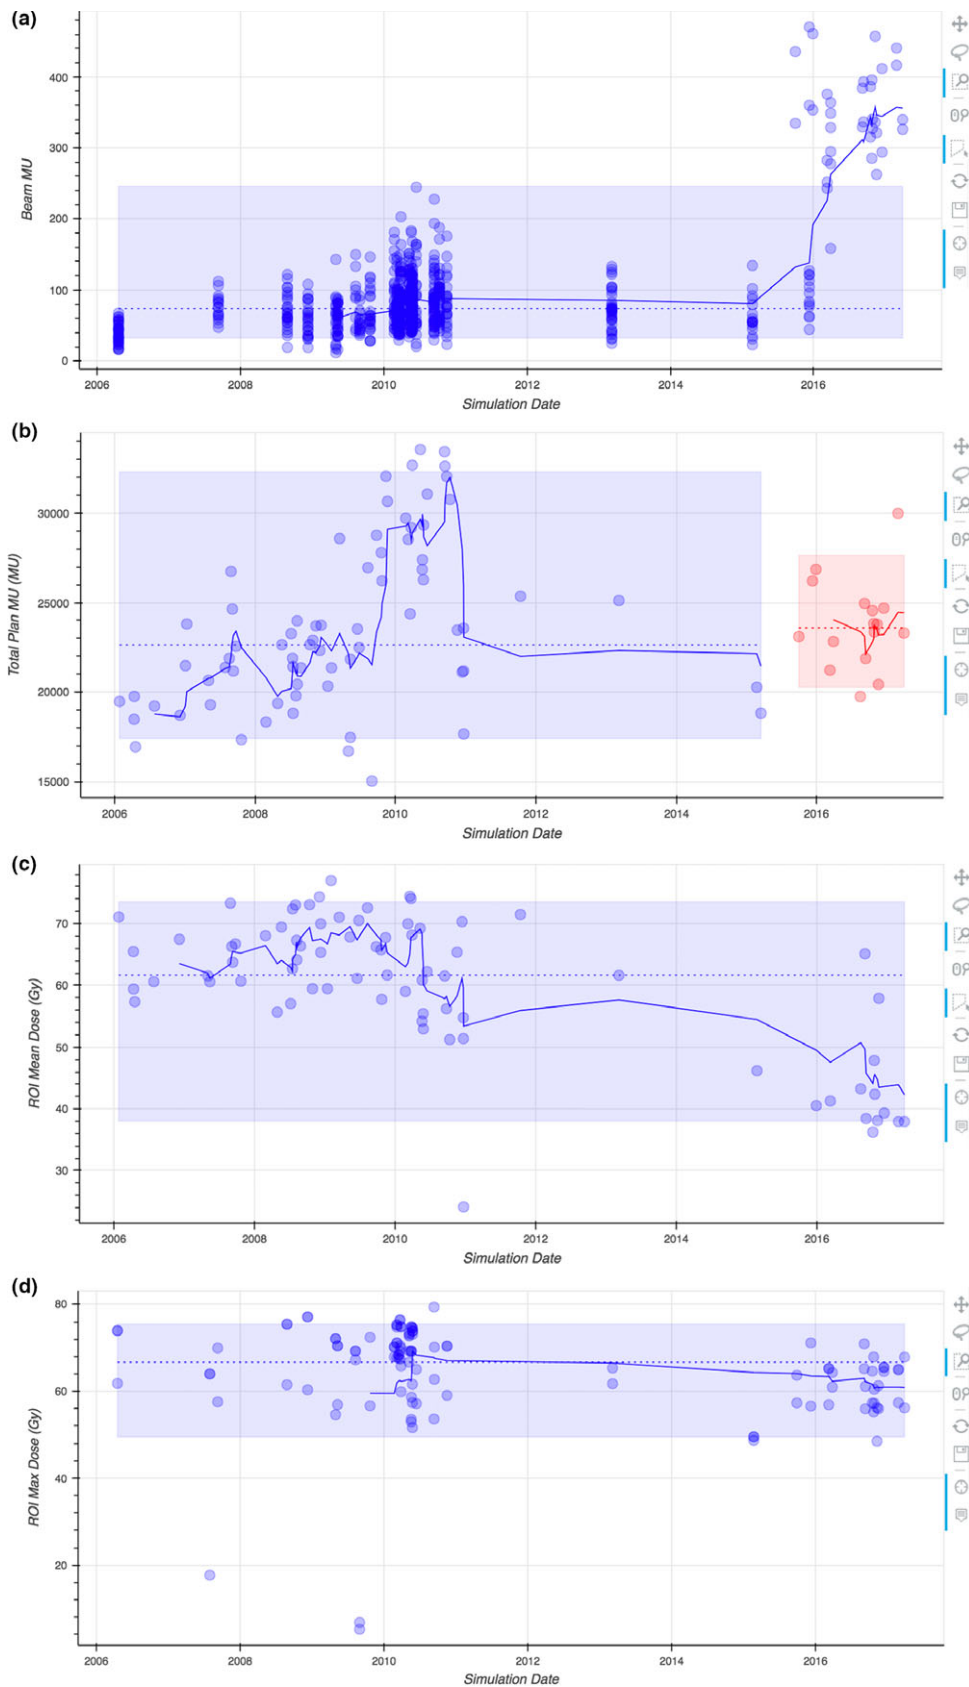 (a)
400
300
200
100
0
Beam MU
2006 2008 2010 2012 2014 2016
Simulation Date
(b)
30000
25000
20000
15000
Total Plan MU (MU)
2006 2008 2010 2012 2014 2016
Simulation Date
(c)
70
60
50
40
30
ROI Mean Dose (Gy)
2006 2008 2010 2012 2014 2016
Simulation Date
(d)
80
60
40
20
ROI Max Dose (Gy)
2006 2008 2010 2012 2014 2016
Simulation Date